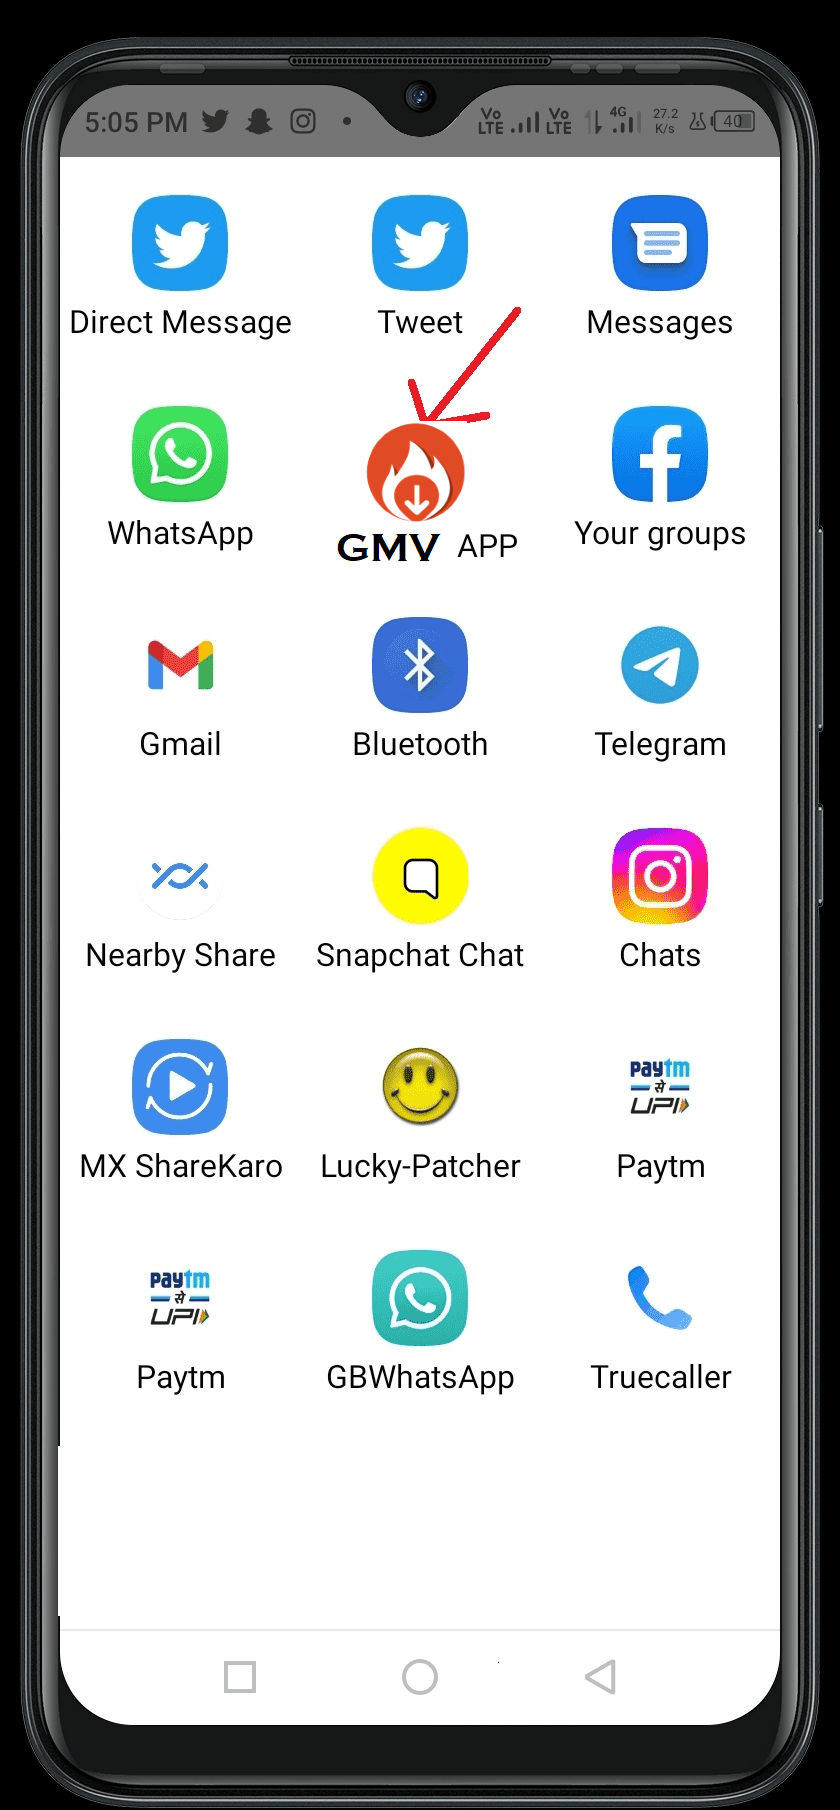 5:05 PM
Vo LTE Vo LTE 4G 27.2 K/s 40
Direct Message Tweet Messages
WhatsApp GMV APP Your groups
Gmail Bluetooth Telegram
Nearby Share Snapchat Chat Chats
paytm से UPI
MX ShareKaro Lucky-Patcher Paytm
paytm से UPI
Paytm GBWhatsApp Truecaller